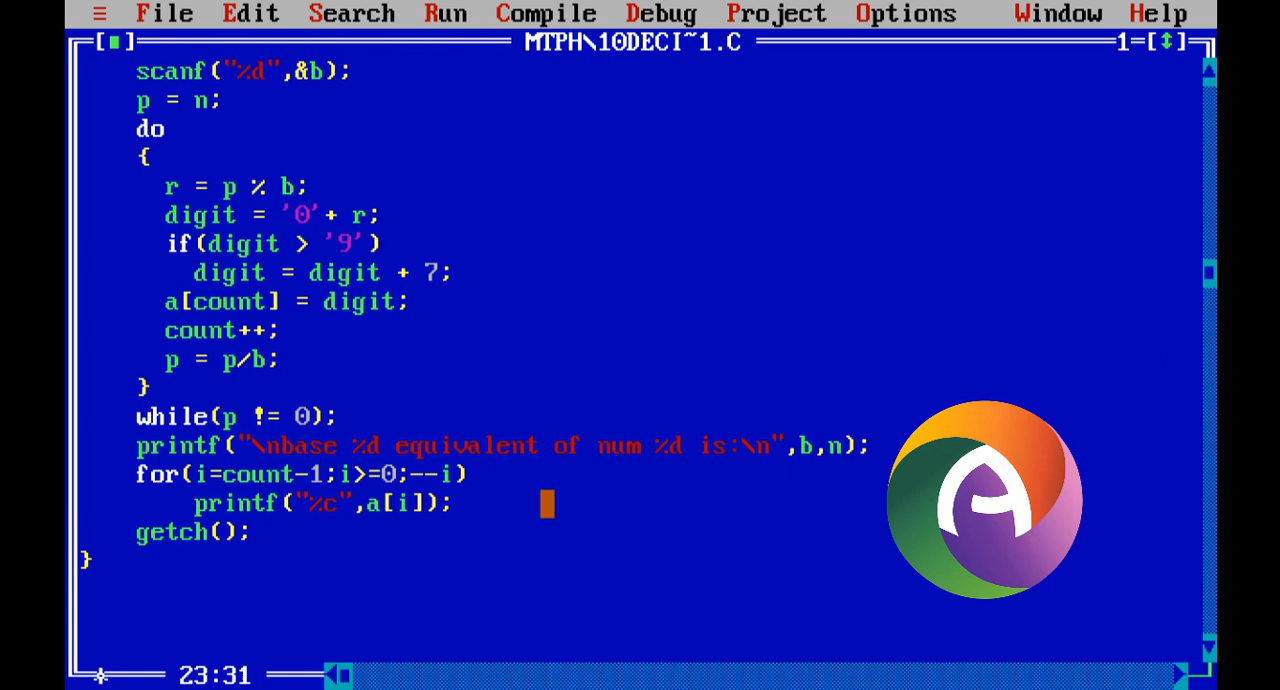 ≡ File Edit Search Run Compile Debug Project Options Window Help
[■] MTPH\10DECI~1.C 1=[↕]
scanf("%d",&b);
p = n;
do
{
r = p % b;
digit = '0'+ r;
if(digit > '9')
digit = digit + 7;
a[count] = digit;
count++;
p = p/b;
}
while(p != 0);
printf("\nbase %d equivalent of num %d is:\n",b,n);
for(i=count-1;i>=0;--i)
printf("%c",a[i]);
getch();
}
A
23:31